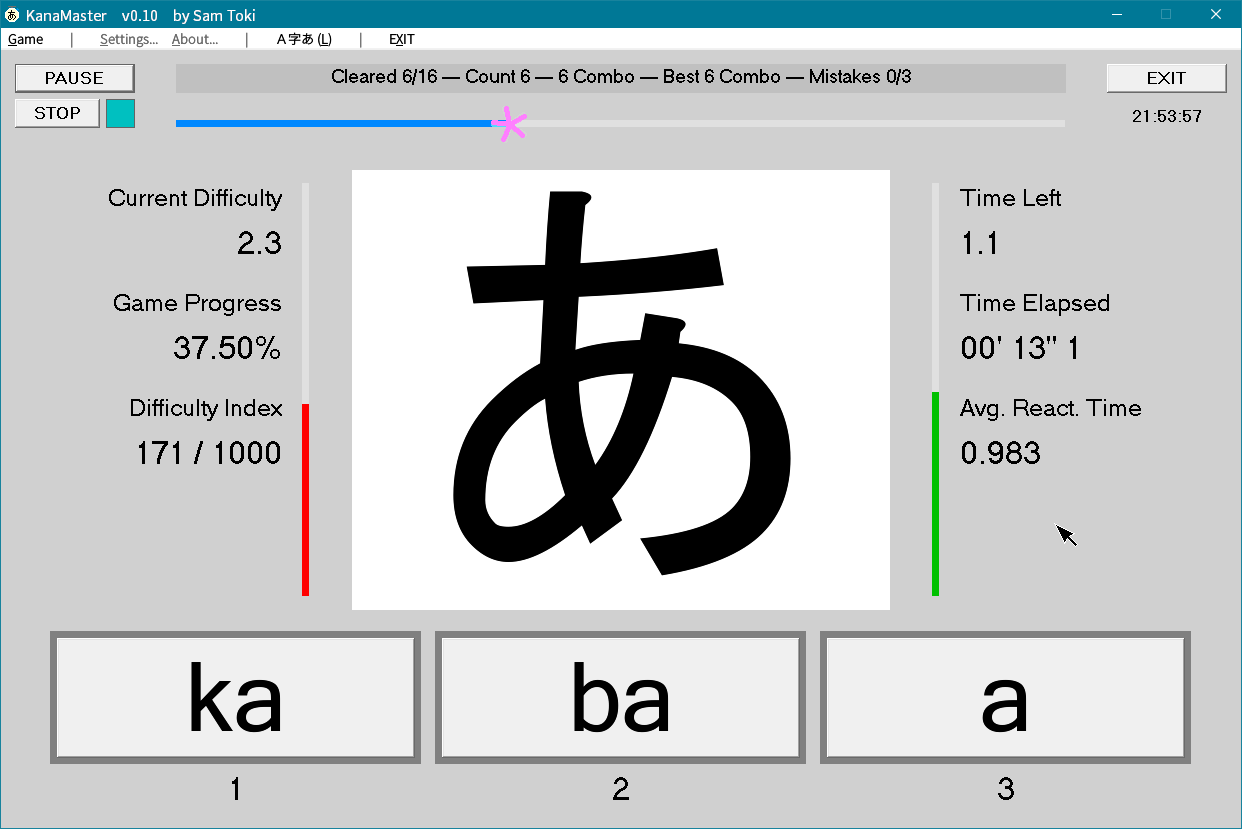 あ KanaMaster v0.10 by Sam Toki
Game | Settings... About... | A字あ (L) | EXIT
PAUSE
Cleared 6/16 — Count 6 — 6 Combo — Best 6 Combo — Mistakes 0/3
EXIT
STOP
21:53:57
Current Difficulty
2.3
Game Progress
37.50%
Difficulty Index
171 / 1000
あ
Time Left
1.1
Time Elapsed
00' 13" 1
Avg. React. Time
0.983
ka
ba
a
1
2
3